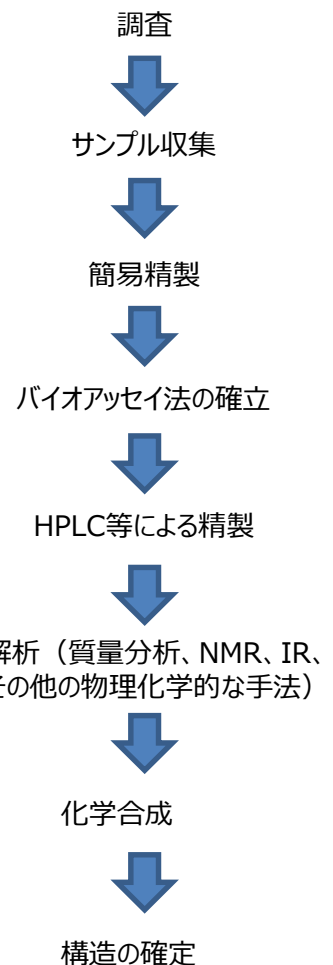 調査
サンプル収集
簡易精製
バイオアッセイ法の確立
HPLC等による精製
解析（質量分析、NMR、IR、
その他の物理化学的な手法）
化学合成
構造の確定